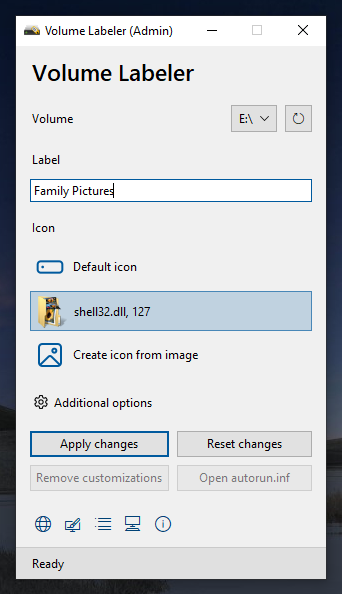 Volume Labeler (Admin)
Volume Labeler
Volume E:\
Label
Family Pictures
Icon
Default icon
shell32.dll, 127
Create icon from image
Additional options
Apply changes Reset changes
Remove customizations Open autorun.inf
Ready